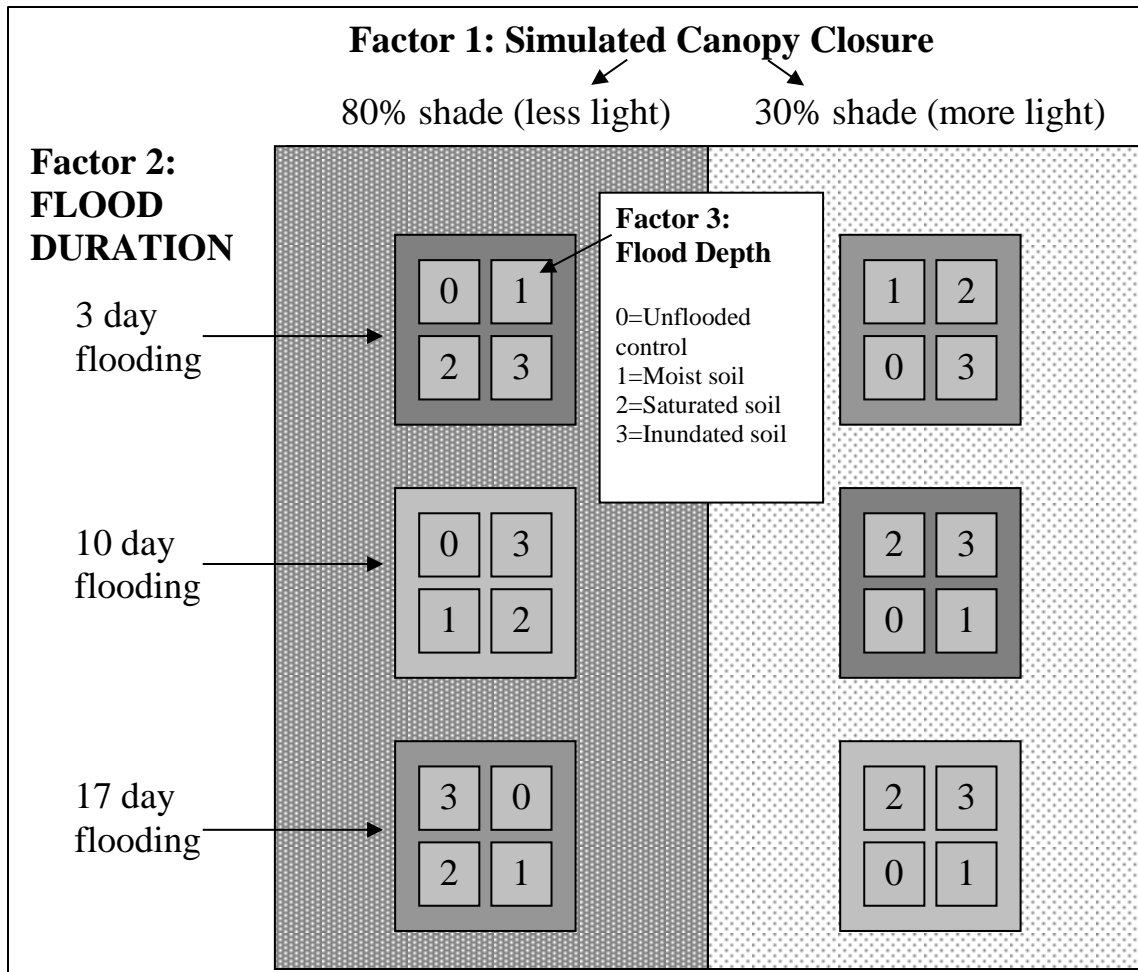 Factor 1: Simulated Canopy Closure
80% shade (less light)
30% shade (more light)
Factor 2:
FLOOD
DURATION
Factor 3:
Flood Depth
0=Unflooded
control
1=Moist soil
2=Saturated soil
3=Inundated soil
3 day
flooding
0 1
2 3
1 2
0 3
10 day
flooding
0 3
1 2
2 3
0 1
17 day
flooding
3 0
2 1
2 3
0 1